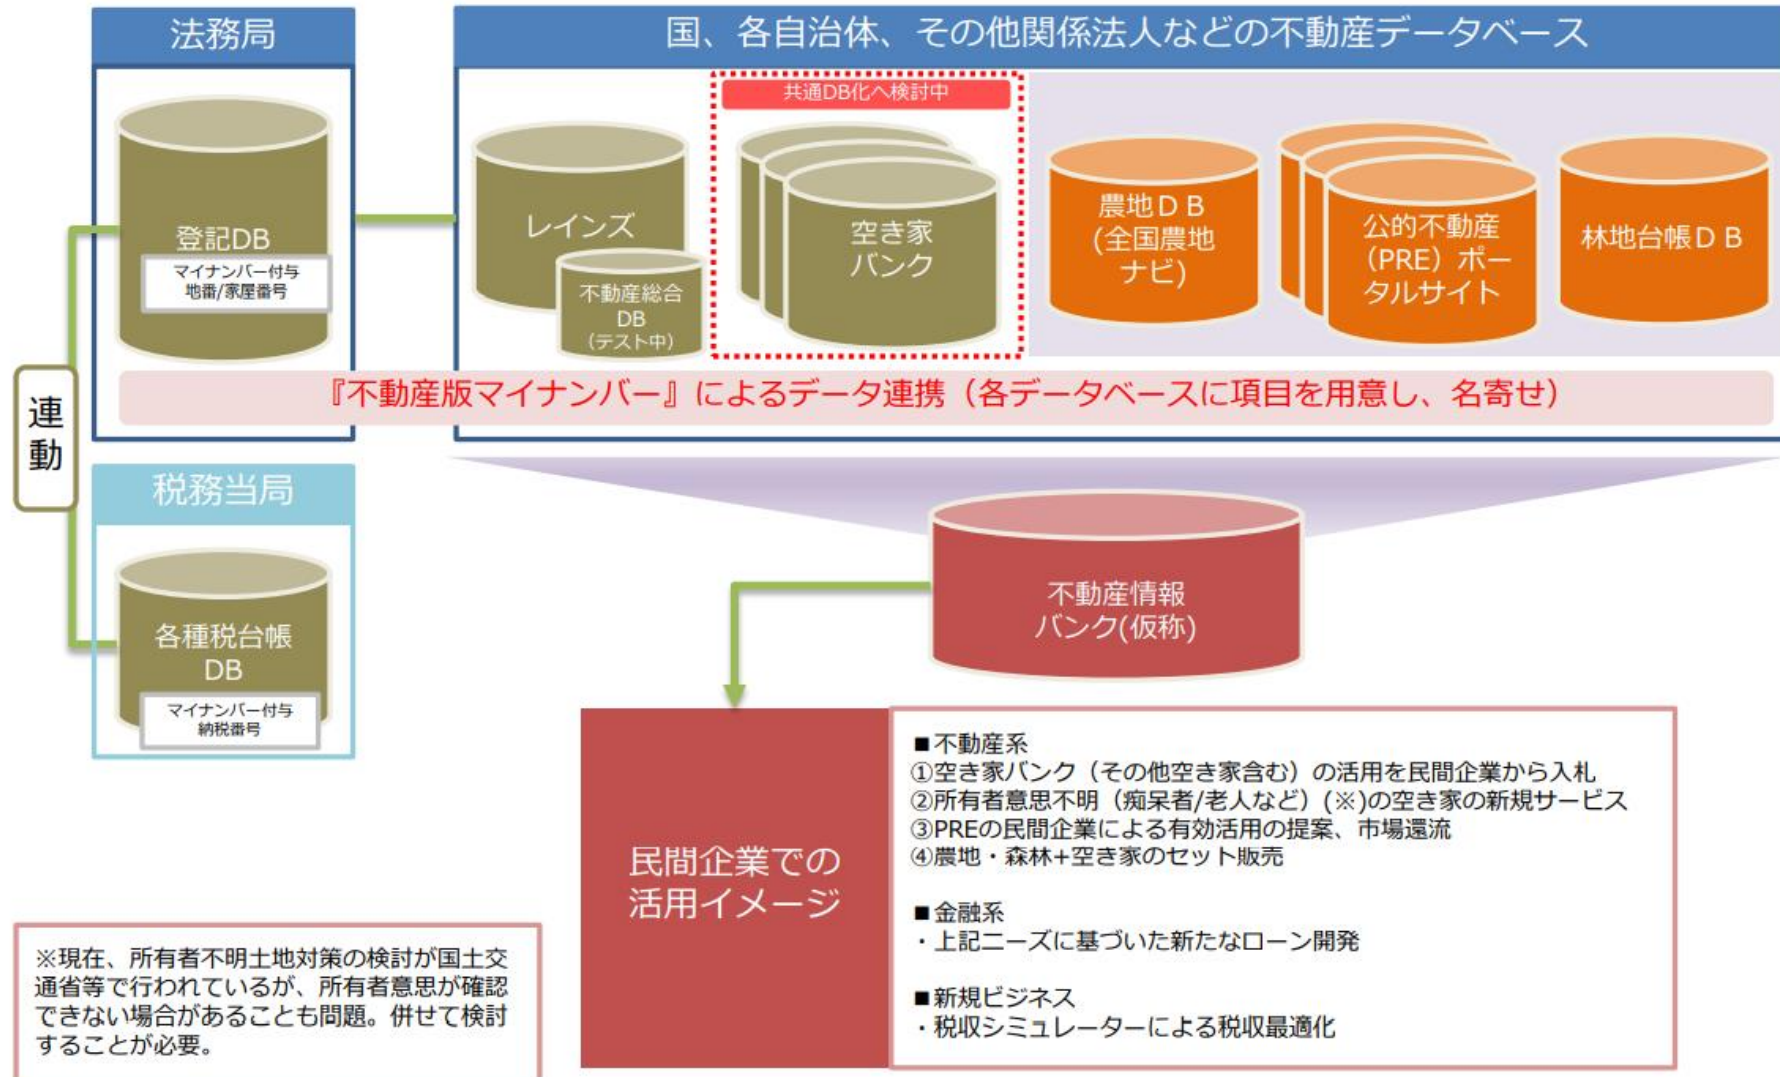 法務局
国、各自治体、その他関係法人などの不動産データベース
共通DB化へ検討中
登記DB
マイナンバー付与
地番/家屋番号
レインズ
不動産総合
DB
（テスト中）
空き家
バンク
農地ＤＢ
(全国農地
ナビ)
公的不動産
（PRE）ポー
タルサイト
林地台帳ＤＢ
『不動産版マイナンバー』によるデータ連携（各データベースに項目を用意し、名寄せ）
連
動
税務当局
各種税台帳
DB
マイナンバー付与
納税番号
不動産情報
バンク(仮称)
民間企業での
活用イメージ
■不動産系
①空き家バンク（その他空き家含む）の活用を民間企業から入札
②所有者意思不明（痴呆者/老人など）(※)の空き家の新規サービス
③PREの民間企業による有効活用の提案、市場還流
④農地・森林+空き家のセット販売
■金融系
・上記ニーズに基づいた新たなローン開発
■新規ビジネス
・税収シミュレーターによる税収最適化
※現在、所有者不明土地対策の検討が国土交
通省等で行われているが、所有者意思が確認
できない場合があることも問題。併せて検討
することが必要。